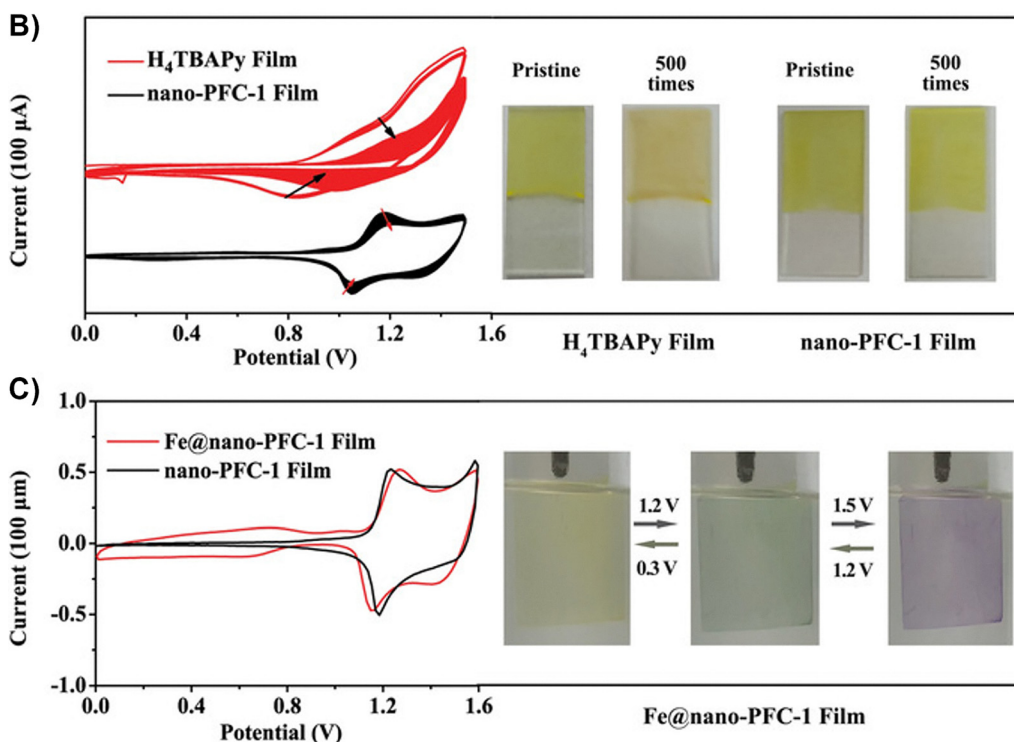 B)
H₄TBAPy Film
nano-PFC-1 Film
Current (100 µA)
0.0
0.4
0.8
1.2
1.6
Potential (V)
Pristine
500
times
Pristine
500
times
H₄TBAPy Film
nano-PFC-1 Film
C)
Fe@nano-PFC-1 Film
nano-PFC-1 Film
Current (100 µm)
1.0
0.5
0.0
-0.5
-1.0
0.0
0.4
0.8
1.2
1.6
Potential (V)
1.2 V
0.3 V
1.5 V
1.2 V
Fe@nano-PFC-1 Film